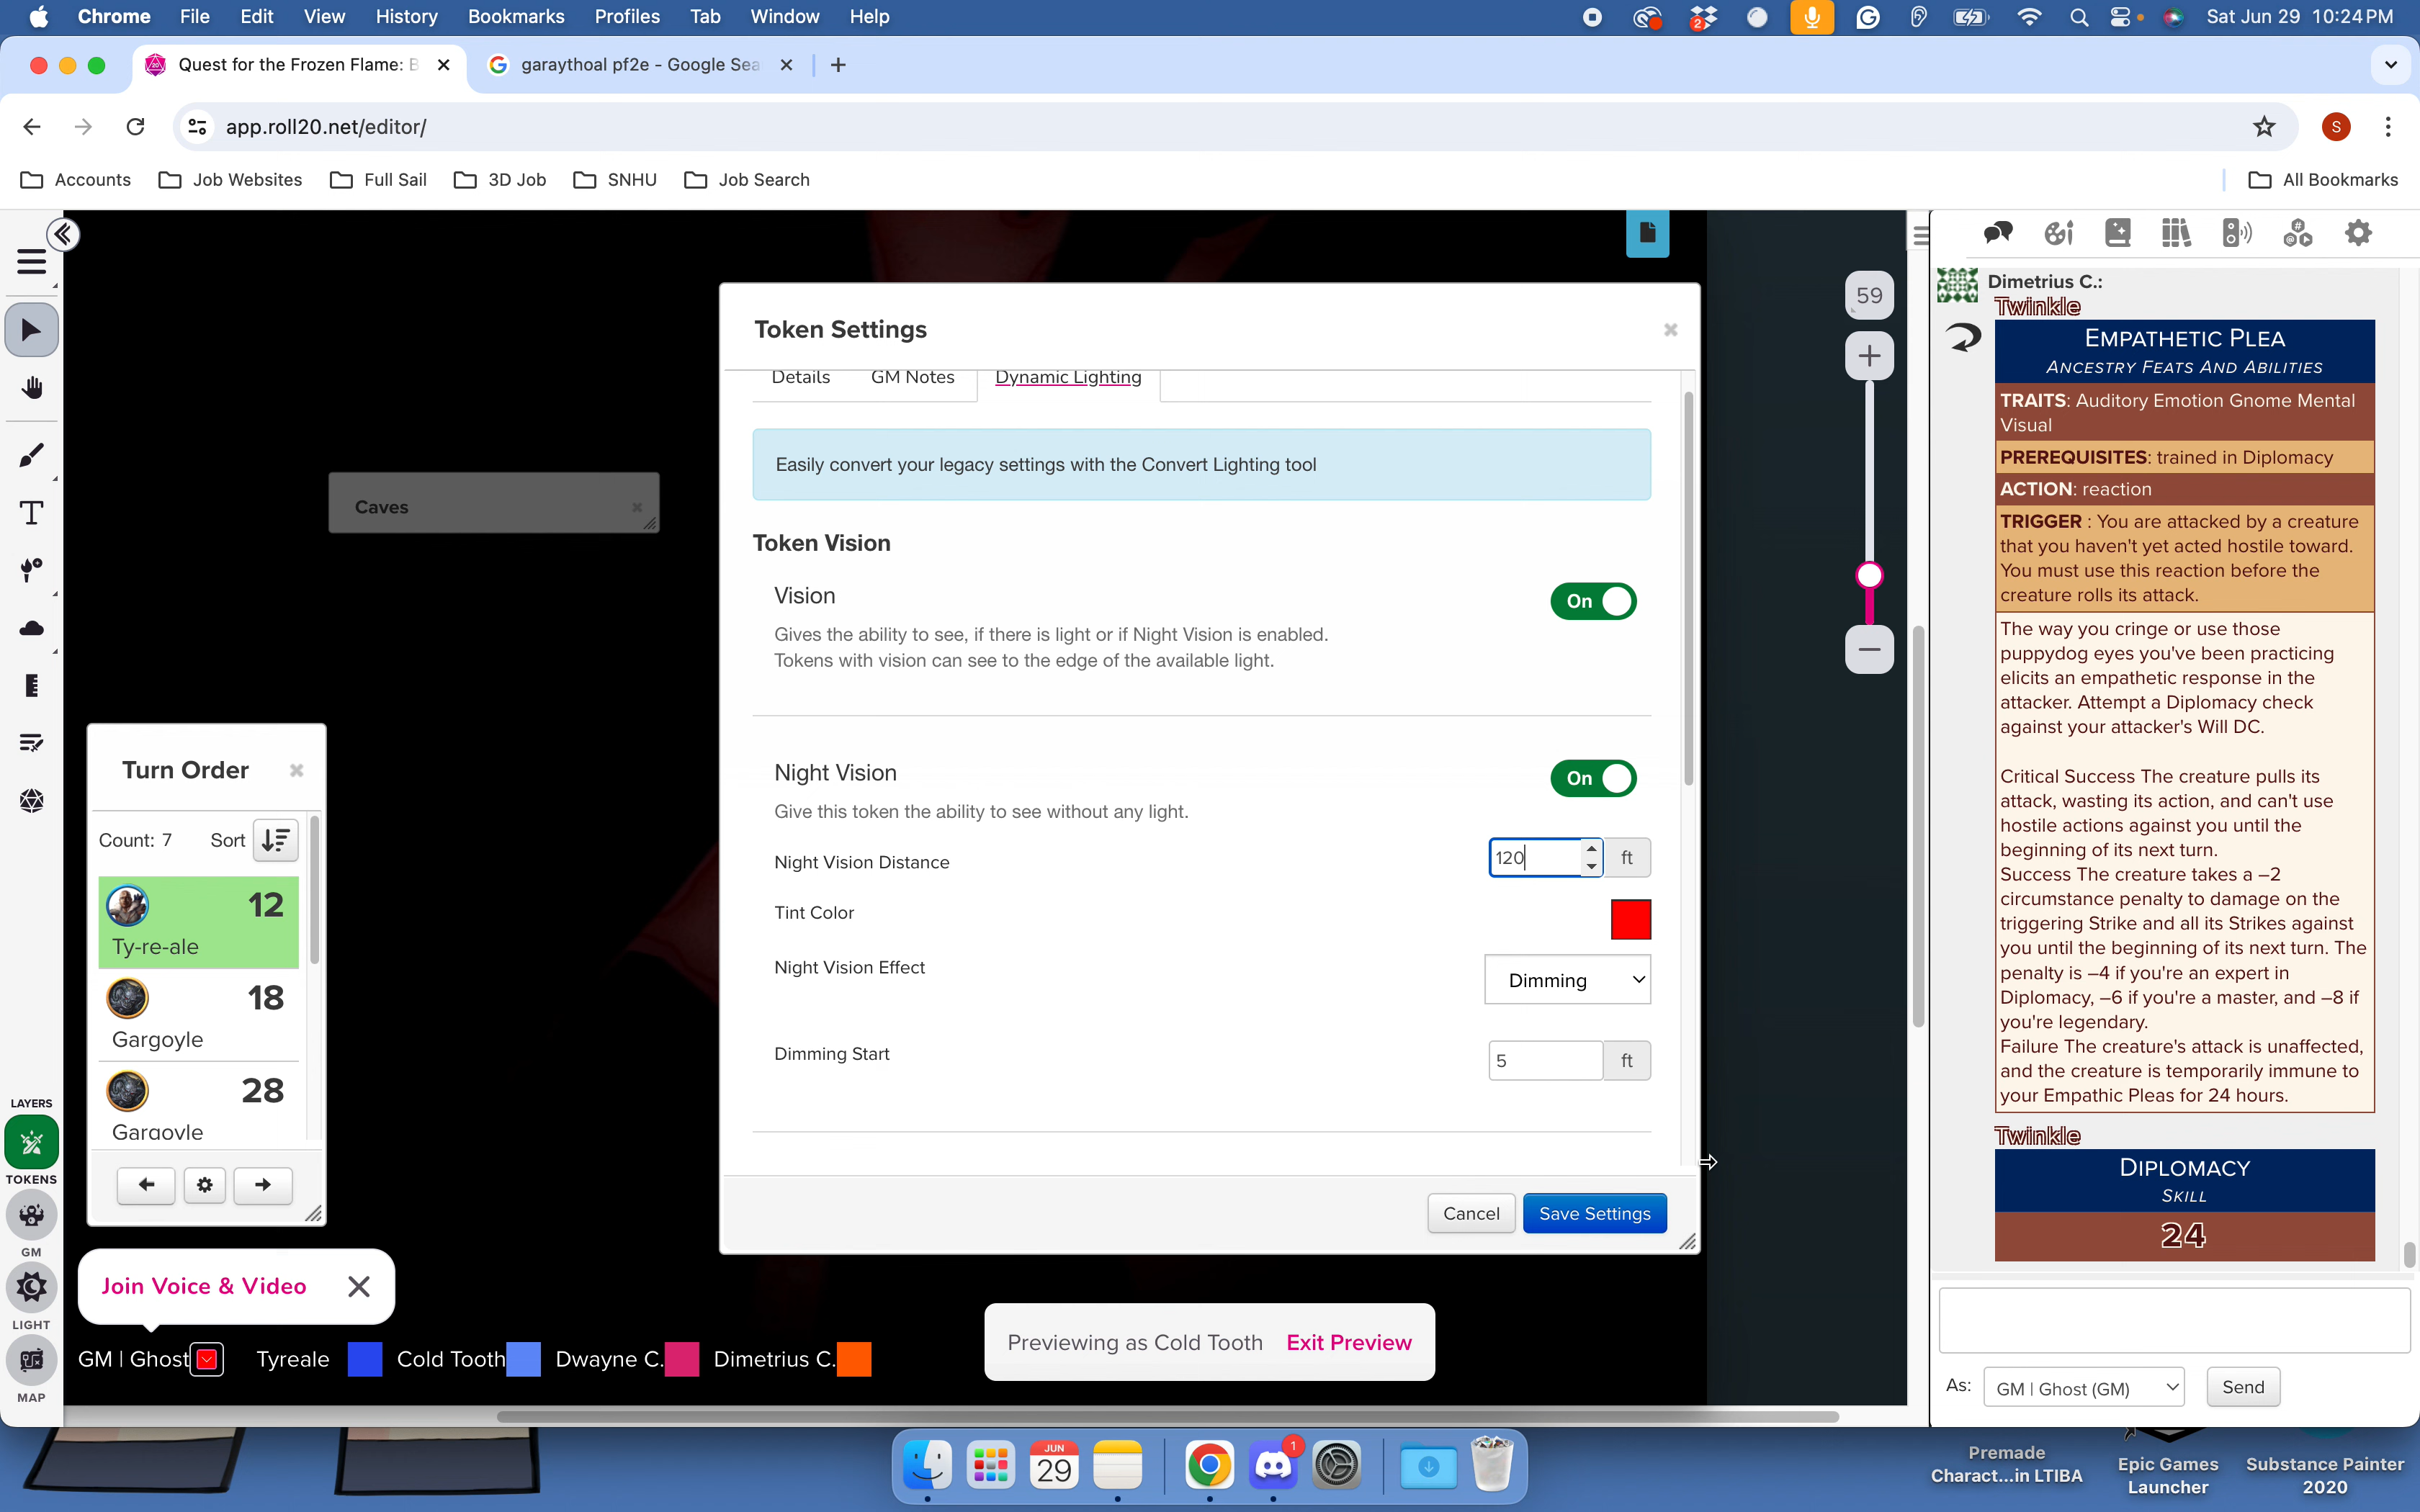 Chrome File Edit View History Bookmarks Profiles Tab Window Help
2
Sat Jun 29 10:24 PM
Quest for the Frozen Flame: B
garaythoal pf2e - Google Sea
app.roll20.net/editor/
S
Accounts
Job Websites
Full Sail
3D Job
SNHU
Job Search
All Bookmarks
59
Caves
Token Settings
Details
GM Notes
Dynamic Lighting
Easily convert your legacy settings with the Convert Lighting tool
Token Vision
Vision
On
Gives the ability to see, if there is light or if Night Vision is enabled.
Tokens with vision can see to the edge of the available light.
Night Vision
On
Give this token the ability to see without any light.
Night Vision Distance
120
ft
Tint Color
Night Vision Effect
Dimming
Dimming Start
5
ft
Cancel
Save Settings
Turn Order
Count: 7
Sort
12
Ty-re-ale
18
Gargoyle
28
Gargoyle
LAYERS
TOKENS
GM
LIGHT
MAP
Join Voice & Video
GM | Ghost
Tyreale
Cold Tooth
Dwayne C.
Dimetrius C.
Previewing as Cold Tooth
Exit Preview
Dimetrius C.:
Twinkle
EMPATHETIC PLEA
ANCESTRY FEATS AND ABILITIES
TRAITS: Auditory Emotion Gnome Mental
Visual
PREREQUISITES: trained in Diplomacy
ACTION: reaction
TRIGGER : You are attacked by a creature
that you haven't yet acted hostile toward.
You must use this reaction before the
creature rolls its attack.
The way you cringe or use those
puppydog eyes you've been practicing
elicits an empathetic response in the
attacker. Attempt a Diplomacy check
against your attacker's Will DC.
Critical Success The creature pulls its
attack, wasting its action, and can't use
hostile actions against you until the
beginning of its next turn.
Success The creature takes a –2
circumstance penalty to damage on the
triggering Strike and all its Strikes against
you until the beginning of its next turn. The
penalty is –4 if you're an expert in
Diplomacy, –6 if you're a master, and –8 if
you're legendary.
Failure The creature's attack is unaffected,
and the creature is temporarily immune to
your Empathic Pleas for 24 hours.
Twinkle
DIPLOMACY
SKILL
24
As:
GM | Ghost (GM)
Send
JUN
29
1
Premade
Charact...in LTIBA
Epic Games
Launcher
Substance Painter
2020